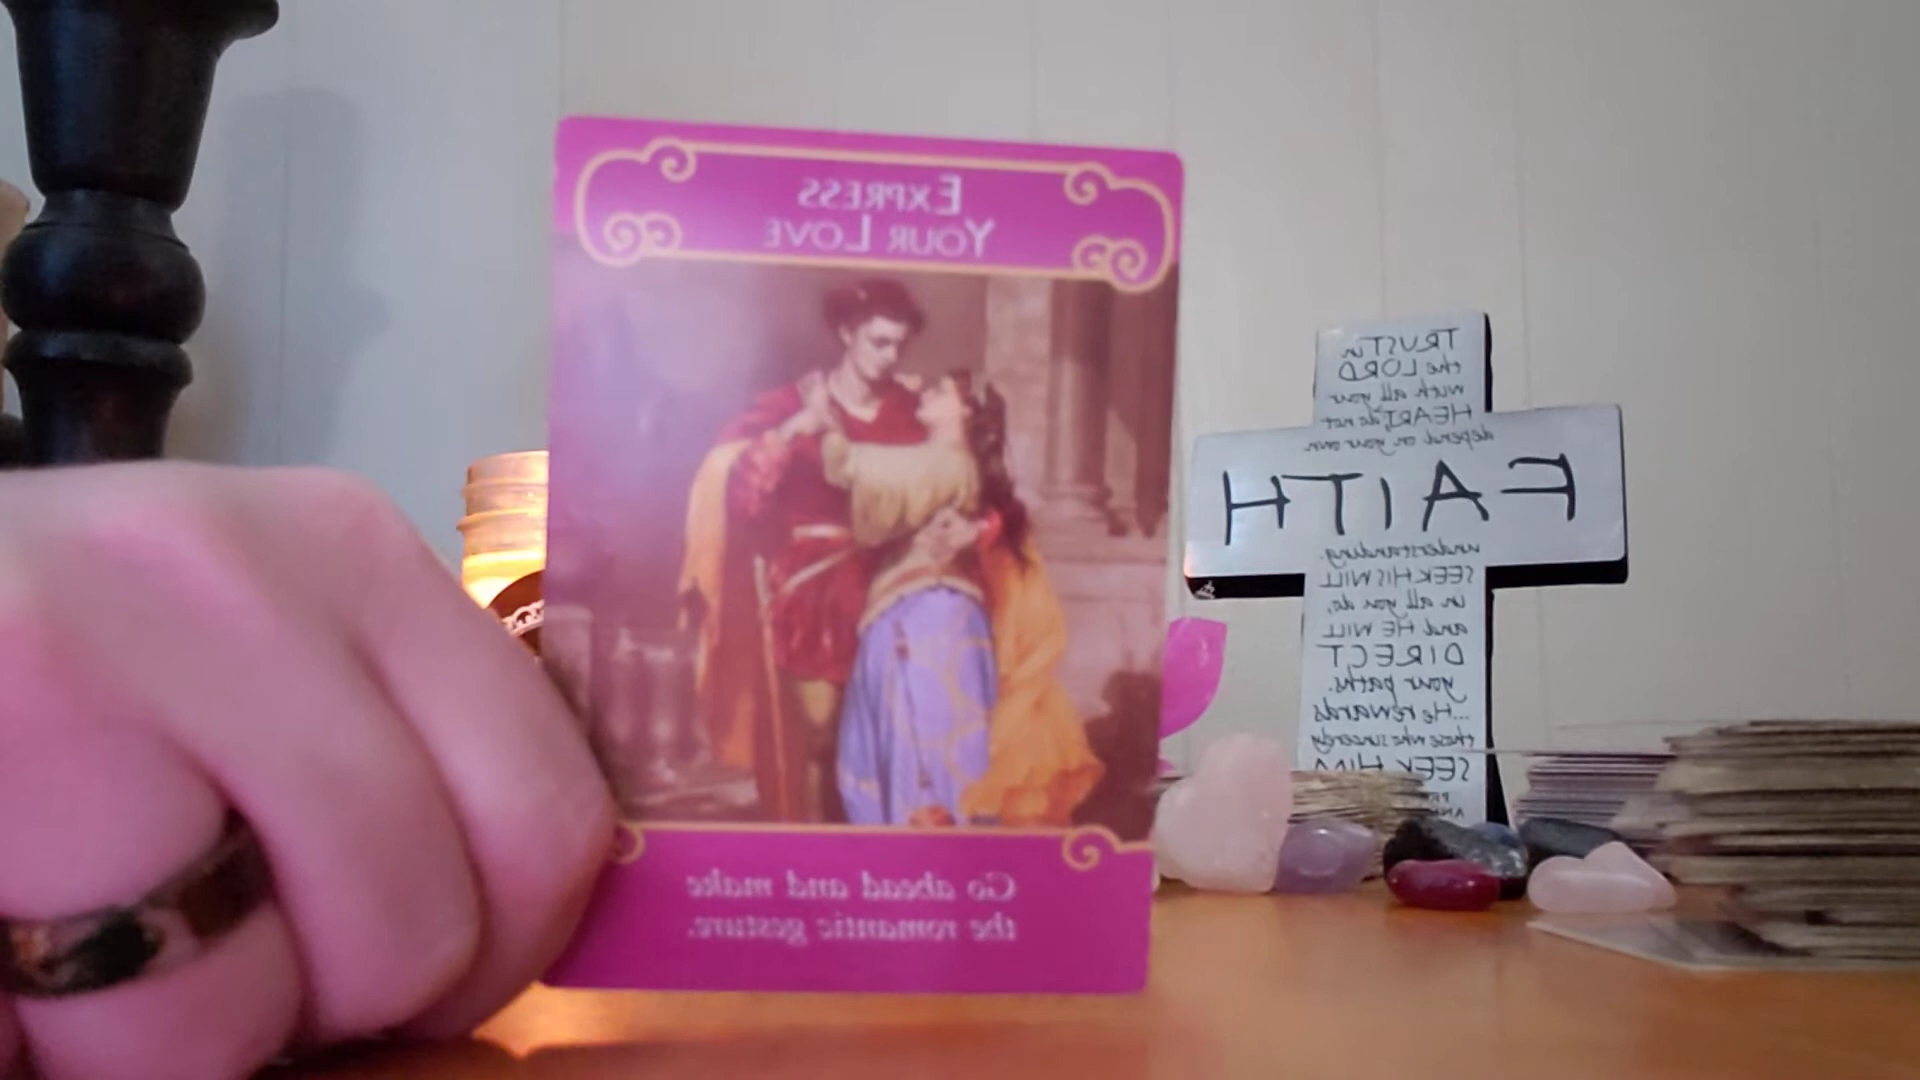 EXPRESS
YOUR LOVE
Go ahead and make
the romantic gesture.
TRUST in
the LORD
with all your
HEART, do not
depend on your own
FAITH
understanding.
SEEK HIS WILL
in all you do,
and HE WILL
DIRECT
your paths.
...He rewards
those who sincerely
SEEK HIM